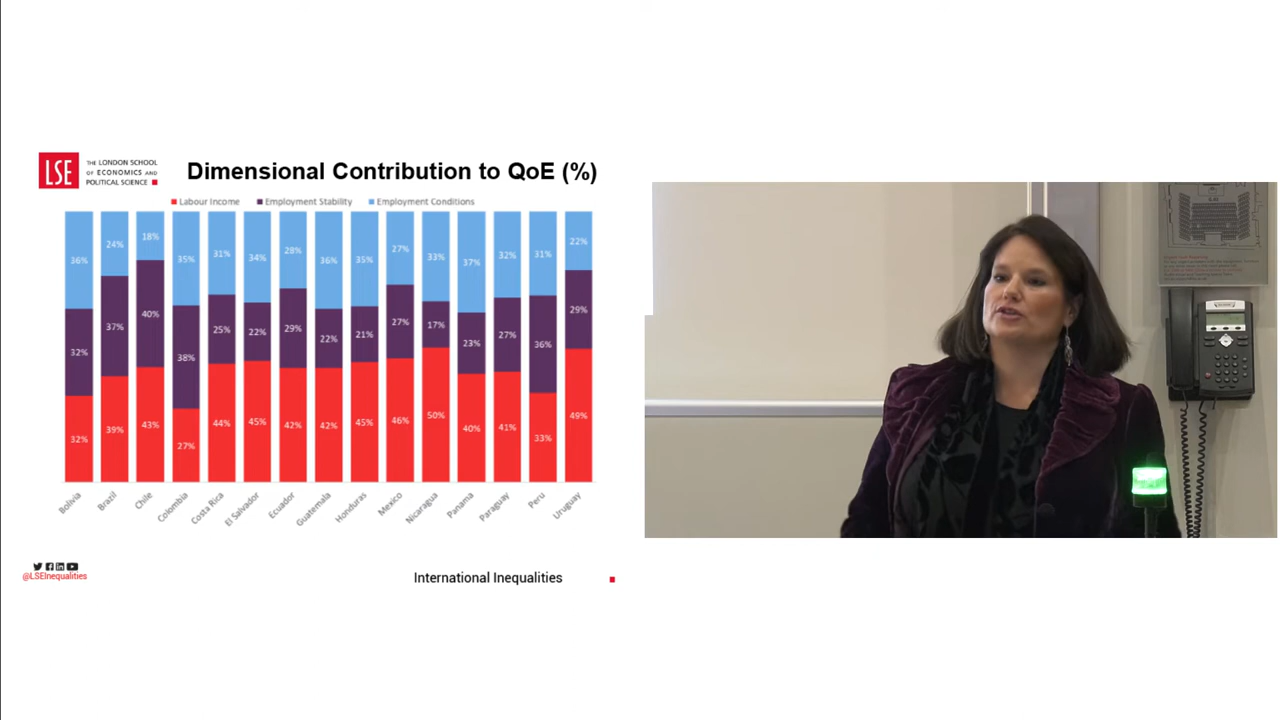 LSE
THE LONDON SCHOOL
OF ECONOMICS AND
POLITICAL SCIENCE
Dimensional Contribution to QoE (%)
Labour Income Employment Stability Employment Conditions
36% 24% 18% 35% 31% 34% 28% 36% 35% 27% 33% 37% 32% 31% 22%
32% 37% 40% 38% 25% 22% 29% 22% 21% 27% 17% 23% 27% 36% 29%
32% 39% 43% 27% 44% 45% 42% 42% 45% 46% 50% 40% 41% 33% 49%
Bolivia Brazil Chile Colombia Costa Rica El Salvador Ecuador Guatemala Honduras Mexico Nicaragua Panama Paraguay Peru Uruguay
@LSEInequalities
International Inequalities